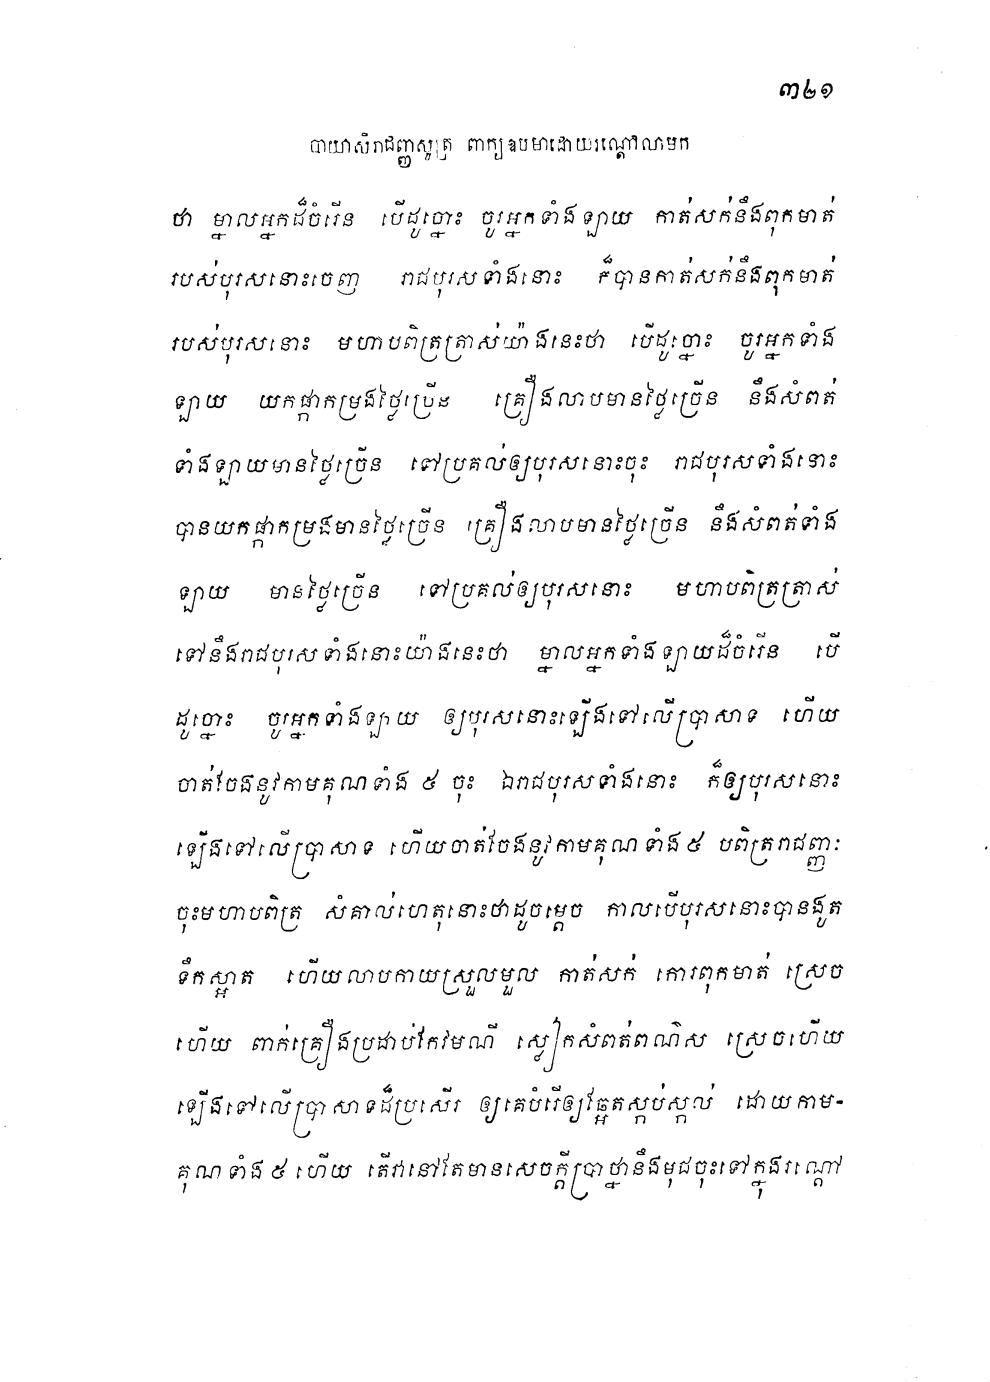 ៣២១
បាយាសិរាជញ្ញសូត្រ ពាក្យឧបមាដោយរណ្តៅលាមក
ថា ម្នាលអ្នកដ៏ចំរើន បើដូច្នោះ ចូរអ្នកទាំងឡាយ កាត់សក់នឹងពុកមាត់
របស់បុរសនោះចេញ រាជបុរសទាំងនោះ ក៏បានកាត់សក់នឹងពុកមាត់
របស់បុរសនោះ មហាបពិត្រត្រាស់យ៉ាងនេះថា បើដូច្នោះ ចូរអ្នកទាំង
ឡាយ យកផ្កាកម្រងថ្លៃច្រើន គ្រឿងលាបមានថ្លៃច្រើន នឹងសំពត់
ទាំងឡាយមានថ្លៃច្រើន ទៅប្រគល់ឲ្យបុរសនោះចុះ រាជបុរសទាំងនោះ
បានយកផ្កាកម្រងមានថ្លៃច្រើន គ្រឿងលាបមានថ្លៃច្រើន នឹងសំពត់ទាំង
ឡាយ មានថ្លៃច្រើន ទៅប្រគល់ឲ្យបុរសនោះ មហាបពិត្រត្រាស់
ទៅនឹងរាជបុរសទាំងនោះយ៉ាងនេះថា ម្នាលអ្នកទាំងឡាយដ៏ចំរើន បើ
ដូច្នោះ ចូរអ្នកទាំងឡាយ ឲ្យបុរសនោះឡើងទៅលើប្រាសាទ ហើយ
ចាត់ចែងនូវកាមគុណទាំង ៥ ចុះ ឯរាជបុរសទាំងនោះ ក៏ឲ្យបុរសនោះ
ឡើងទៅលើប្រាសាទ ហើយចាត់ចែងនូវកាមគុណទាំង៥ បពិត្ររាជញ្ញៈ
ចុះមហាបពិត្រ សំគាល់ហេតុនោះថាដូចម្តេច កាលបើបុរសនោះបានងូត
ទឹកស្អាត ហើយលាបកាយស្រួលមួល កាត់សក់ កោរពុកមាត់ ស្រេច
ហើយ ពាក់គ្រឿងប្រដាប់កែវមណី ស្លៀកសំពត់ពណ៌ស ស្រេចហើយ
ឡើងទៅលើប្រាសាទដ៏ប្រសើរ ឲ្យគេបំរើឲ្យឆ្អែតស្កប់ស្កល់ ដោយកាម-
គុណទាំង ៥ ហើយ តើវានៅតែមានសេចក្តីប្រាថ្នានឹងមុជចុះទៅក្នុងរណ្តៅ